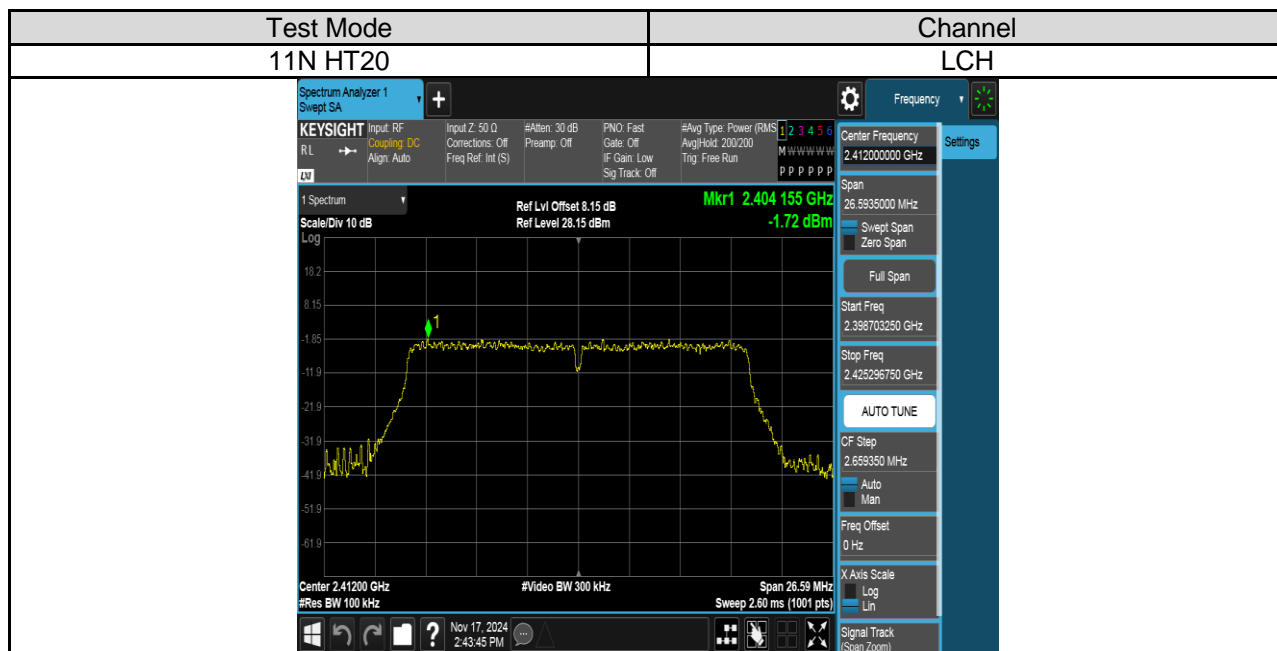 Test Mode
Channel
11N HT20
LCH
Spectrum Analyzer 1
Swept SA
+
Frequency
KEYSIGHT
RL
LXI
Input: RF
Coupling: DC
Align: Auto
Input Z: 50 Ω
Corrections: Off
Freq Ref: Int (S)
#Atten: 30 dB
Preamp: Off
PNO: Fast
Gate: Off
IF Gain: Low
Sig Track: Off
#Avg Type: Power (RMS
Avg|Hold: 200/200
Trig: Free Run
1 2 3 4 5 6
M W W W W W
P P P P P P
Settings
1 Spectrum
Scale/Div 10 dB
Log
Ref Lvl Offset 8.15 dB
Ref Level 28.15 dBm
Mkr1 2.404 155 GHz
-1.72 dBm
18.2
8.15
-1.85
-11.9
-21.9
-31.9
-41.9
-51.9
-61.9
1
Center 2.41200 GHz
#Res BW 100 kHz
#Video BW 300 kHz
Span 26.59 MHz
Sweep 2.60 ms (1001 pts)
Center Frequency
2.412000000 GHz
Span
26.5935000 MHz
Swept Span
Zero Span
Full Span
Start Freq
2.398703250 GHz
Stop Freq
2.425296750 GHz
AUTO TUNE
CF Step
2.659350 MHz
Auto
Man
Freq Offset
0 Hz
X Axis Scale
Log
Lin
Signal Track
(Span Zoom)
?
Nov 17, 2024
2:43:45 PM